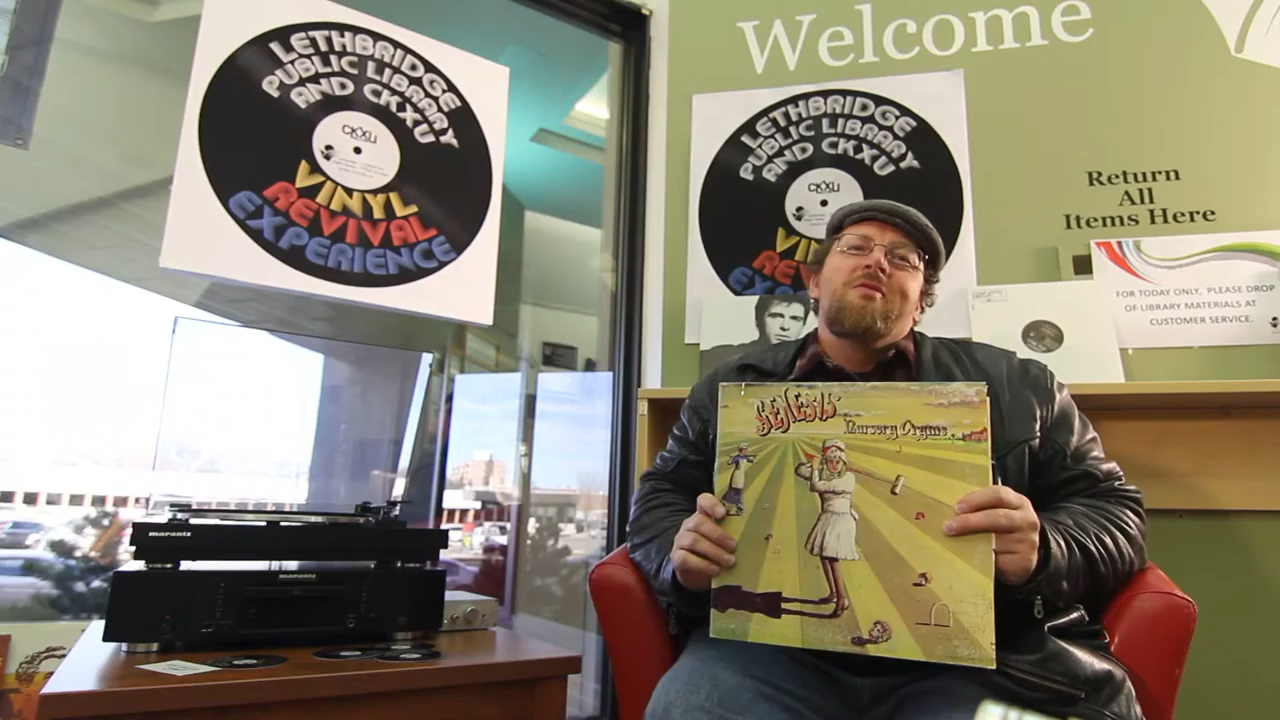 LETHBRIDGE
PUBLIC LIBRARY
AND CKXU
CKXU
VINYL
REVIVAL
EXPERIENCE
Welcome
LETHBRIDGE
PUBLIC LIBRARY
AND CKXU
CKXU
Return
All
Items Here
FOR TODAY ONLY, PLEASE DROP
OF LIBRARY MATERIALS AT
CUSTOMER SERVICE.
GENESIS
Nursery Cryme
marantz
marantz